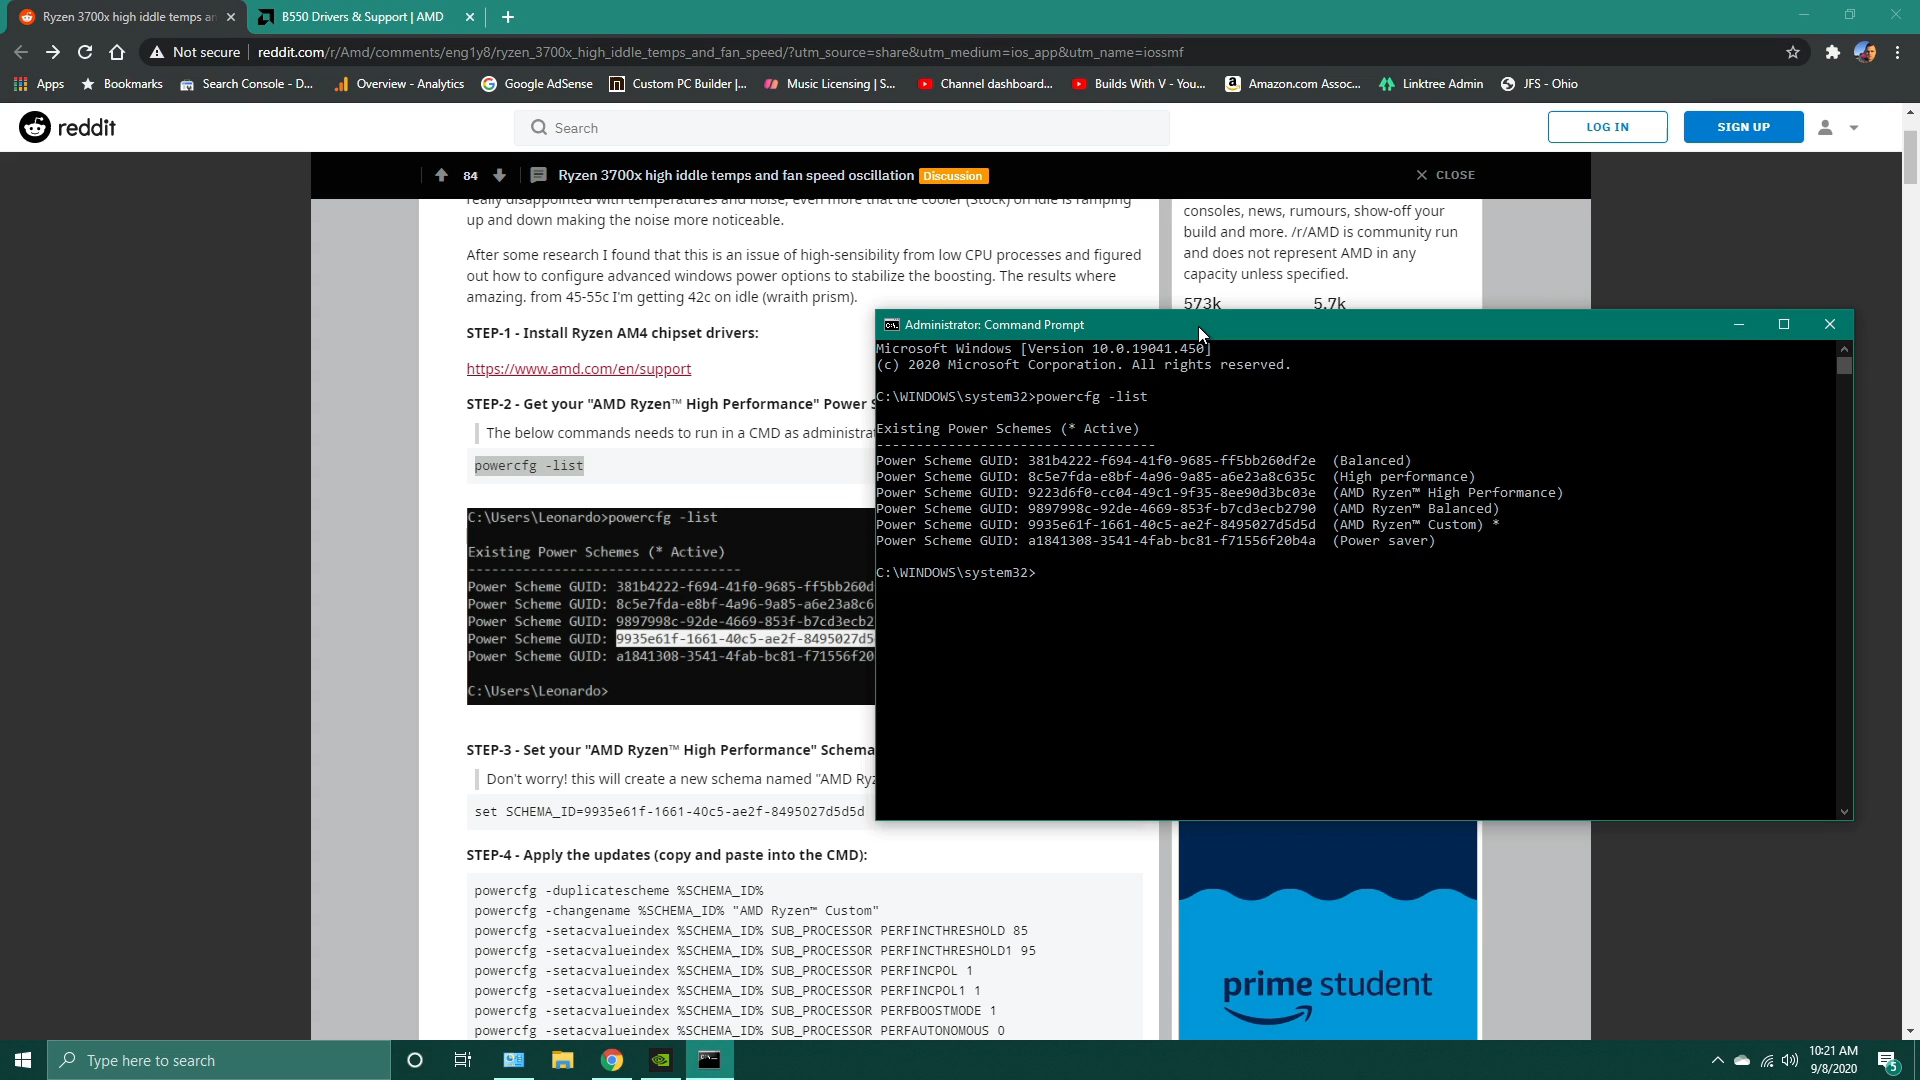 Ryzen 3700x high iddle temps an
B550 Drivers & Support | AMD
Not secure
reddit.com/r/Amd/comments/eng1y8/ryzen_3700x_high_iddle_temps_and_fan_speed/?utm_source=share&utm_medium=ios_app&utm_name=iossmf
Apps
Bookmarks
Search Console - D...
Overview - Analytics
Google AdSense
Custom PC Builder |...
Music Licensing | S...
Channel dashboard...
Builds With V - You...
Amazon.com Assoc...
Linktree Admin
JFS - Ohio
reddit
Search
LOG IN
SIGN UP
84
Ryzen 3700x high iddle temps and fan speed oscillation
Discussion
CLOSE
really disappointed with temperatures and noise, even more that the cooler (Stock) on idle is ramping
up and down making the noise more noticeable.
After some research I found that this is an issue of high-sensibility from low CPU processes and figured
out how to configure advanced windows power options to stabilize the boosting. The results where
amazing. from 45-55c I'm getting 42c on idle (wraith prism).
STEP-1 - Install Ryzen AM4 chipset drivers:
https://www.amd.com/en/support
STEP-2 - Get your "AMD Ryzen™ High Performance" Power S
The below commands needs to run in a CMD as administra
powercfg -list
C:\Users\Leonardo>powercfg -list
Existing Power Schemes (* Active)
-----------------------------------
Power Scheme GUID: 381b4222-f694-41f0-9685-ff5bb260d
Power Scheme GUID: 8c5e7fda-e8bf-4a96-9a85-a6e23a8c6
Power Scheme GUID: 9897998c-92de-4669-853f-b7cd3ecb2
Power Scheme GUID: 9935e61f-1661-40c5-ae2f-8495027d5
Power Scheme GUID: a1841308-3541-4fab-bc81-f71556f20
C:\Users\Leonardo>
STEP-3 - Set your "AMD Ryzen™ High Performance" Schema
Don't worry! this will create a new schema named "AMD Ryz
set SCHEMA_ID=9935e61f-1661-40c5-ae2f-8495027d5d5d
STEP-4 - Apply the updates (copy and paste into the CMD):
powercfg -duplicatescheme %SCHEMA_ID%
powercfg -changename %SCHEMA_ID% "AMD Ryzen™ Custom"
powercfg -setacvalueindex %SCHEMA_ID% SUB_PROCESSOR PERFINCTHRESHOLD 85
powercfg -setacvalueindex %SCHEMA_ID% SUB_PROCESSOR PERFINCTHRESHOLD1 95
powercfg -setacvalueindex %SCHEMA_ID% SUB_PROCESSOR PERFINCPOL 1
powercfg -setacvalueindex %SCHEMA_ID% SUB_PROCESSOR PERFINCPOL1 1
powercfg -setacvalueindex %SCHEMA_ID% SUB_PROCESSOR PERFBOOSTMODE 1
powercfg -setacvalueindex %SCHEMA_ID% SUB_PROCESSOR PERFAUTONOMOUS 0
consoles, news, rumours, show-off your
build and more. /r/AMD is community run
and does not represent AMD in any
capacity unless specified.
573k
5.7k
Administrator: Command Prompt
Microsoft Windows [Version 10.0.19041.450]
(c) 2020 Microsoft Corporation. All rights reserved.
C:\WINDOWS\system32>powercfg -list
Existing Power Schemes (* Active)
-----------------------------------
Power Scheme GUID: 381b4222-f694-41f0-9685-ff5bb260df2e  (Balanced)
Power Scheme GUID: 8c5e7fda-e8bf-4a96-9a85-a6e23a8c635c  (High performance)
Power Scheme GUID: 9223d6f0-cc04-49c1-9f35-8ee90d3bc03e  (AMD Ryzen™ High Performance)
Power Scheme GUID: 9897998c-92de-4669-853f-b7cd3ecb2790  (AMD Ryzen™ Balanced)
Power Scheme GUID: 9935e61f-1661-40c5-ae2f-8495027d5d5d  (AMD Ryzen™ Custom) *
Power Scheme GUID: a1841308-3541-4fab-bc81-f71556f20b4a  (Power saver)
C:\WINDOWS\system32>
prime student
Type here to search
10:21 AM
9/8/2020
5